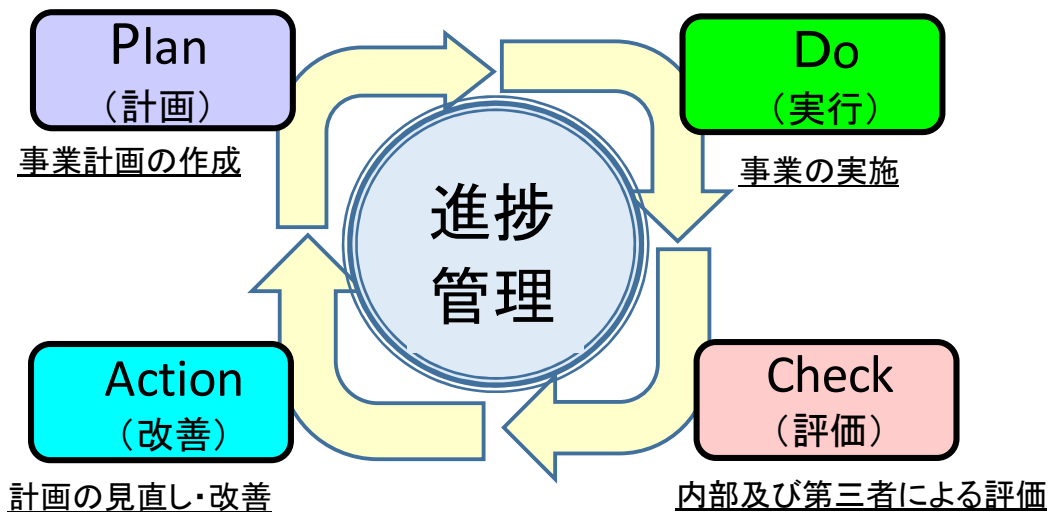 Plan
（計画）
事業計画の作成
Do
（実行）
事業の実施
進捗
管理
Action
（改善）
計画の見直し・改善
Check
（評価）
内部及び第三者による評価